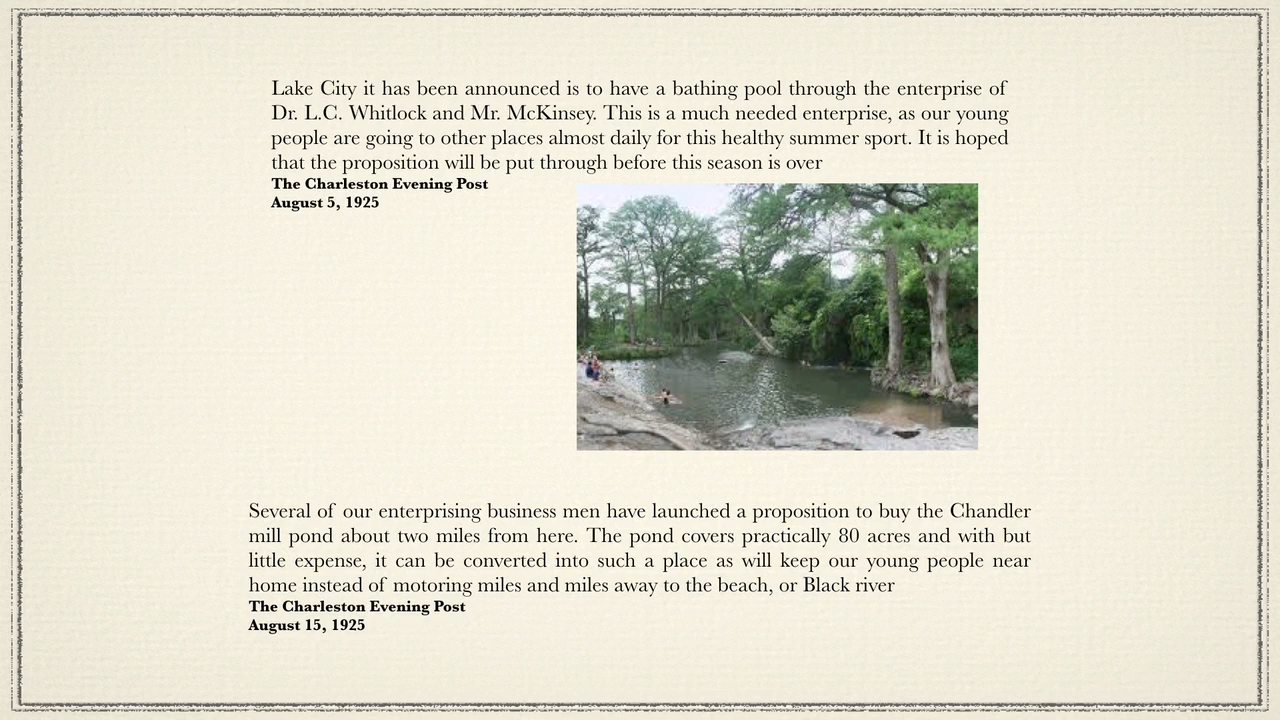 Lake City it has been announced is to have a bathing pool through the enterprise of
Dr. L.C. Whitlock and Mr. McKinsey. This is a much needed enterprise, as our young
people are going to other places almost daily for this healthy summer sport. It is hoped
that the proposition will be put through before this season is over
The Charleston Evening Post
August 5, 1925
Several of our enterprising business men have launched a proposition to buy the Chandler
mill pond about two miles from here. The pond covers practically 80 acres and with but
little expense, it can be converted into such a place as will keep our young people near
home instead of motoring miles and miles away to the beach, or Black river
The Charleston Evening Post
August 15, 1925